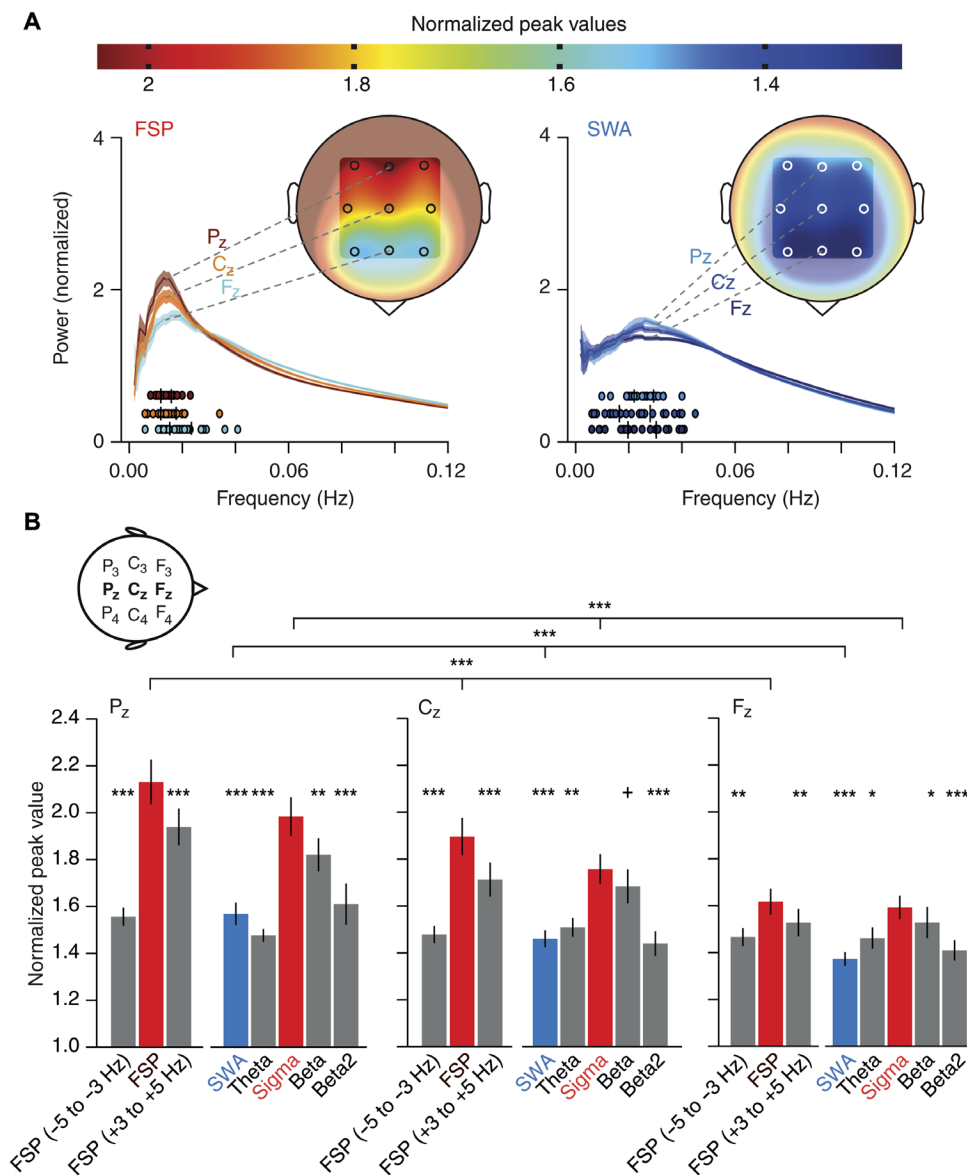 A
Normalized peak values
2 1.8 1.6 1.4
FSP
SWA
4
2
0
Power (normalized)
Pz
Cz
Fz
0.00 0.06 0.12
Frequency (Hz)
4
2
0
Pz
Cz
Fz
0.00 0.06 0.12
Frequency (Hz)
B
P3 C3 F3
Pz Cz Fz
P4 C4 F4
***
***
***
Normalized peak value
2.4
2.2
2.0
1.8
1.6
1.4
1.2
1.0
Pz
*** *** *** *** ** ***
FSP (−5 to −3 Hz)
FSP
FSP (+3 to +5 Hz)
SWA
Theta
Sigma
Beta
Beta2
Cz
*** *** *** ** + ***
FSP (−5 to −3 Hz)
FSP
FSP (+3 to +5 Hz)
SWA
Theta
Sigma
Beta
Beta2
Fz
** ** *** * * ***
FSP (−5 to −3 Hz)
FSP
FSP (+3 to +5 Hz)
SWA
Theta
Sigma
Beta
Beta2